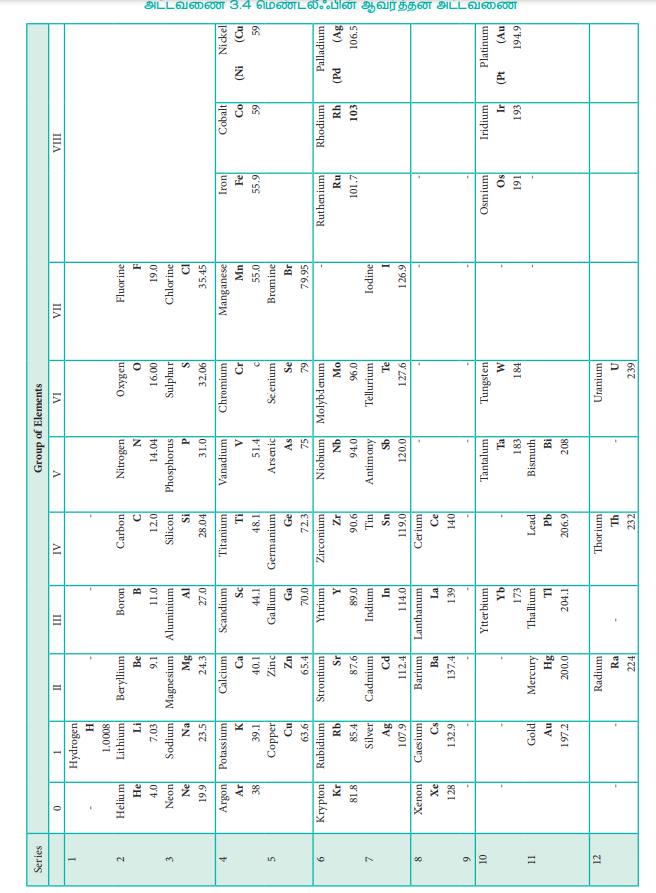 அட்டவணை 3.4 மெண்டலீஃபின் ஆவர்த்தன அட்டவணை
Series Group of Elements
0 1 II III IV V VI VII VIII
1 - Hydrogen - - -
H
1.0008
2 Helium Lithium Beryllium Boron Carbon Nitrogen Oxygen Fluorine
He Li Be B C N O F
4.0 7.03 9.1 11.0 12.0 14.04 16.00 19.0
3 Neon Sodium Magnesium Aluminium Silicon Phosphorus Sulphur Chlorine
Ne Na Mg Al Si P S Cl
19.9 23.5 24.3 27.0 28.04 31.0 32.06 35.45
4 Argon Potassium Calcium Scandium Titanium Vanadium Chromium Manganese Iron Cobalt Nickel
Ar K Ca Sc Ti V Cr Mn Fe Co (Ni (Cu
38 39.1 40.1 44.1 48.1 51.4 c 55.0 55.9 59 59
5 Copper Zinc Gallium Germanium Arsenic Se.enium Bromine
Cu Zn Ga Ge As Se Br
63.6 65.4 70.0 72.3 75 79 79.95
6 Krypton Rubidium Strontium Yttrium Zirconium Niobium Molybdenum - Ruthenium Rhodium Palladium
Kr Rb Sr Y Zr Nb Mo Ru Rh (Pd (Ag
81.8 85.4 87.6 89.0 90.6 94.0 96.0 101.7 103 106.5
7 Silver Cadmium Indium Tin Antimony Tellurium Iodine
Ag Cd In Sn Sb Te I
107.9 112.4 114.0 119.0 120.0 127.6 126.9
8 Xenon Caesium Barium Lanthanum Cerium - - - -
Xe Cs Ba La Ce
128 132.9 137.4 139 140
9 - - - - - - - - -
10 - - - Ytterbium - Tantalum Tungsten - Osmium Iridium Platinum
Yb Ta W Os Ir (Pt (Au
173 183 184 191 193 194.9
11 Gold Mercury Thallium Lead Bismuth - -
Au Hg Tl Pb Bi
197.2 200.0 204.1 206.9 208
12 - - Radium - Thorium - Uranium
Ra Th U
224 232 239